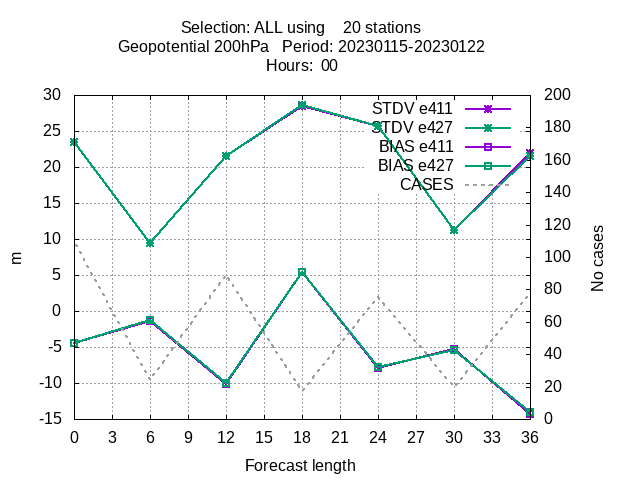 Selection: ALL using    20 stations
Geopotential 200hPa   Period: 20230115-20230122
Hours:  00
30
25
20
15
10
5
0
-5
-10
-15
m
STDV e411
STDV e427
BIAS e411
BIAS e427
CASES
200
180
160
140
120
100
80
60
40
20
0
No cases
0 3 6 9 12 15 18 21 24 27 30 33 36
Forecast length